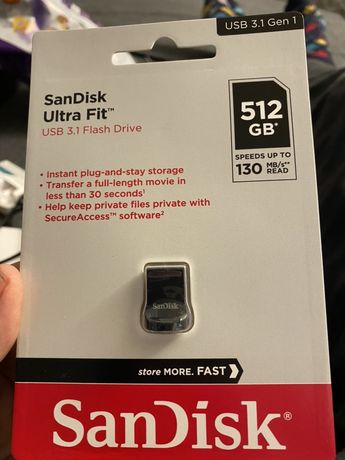 USB 3.1 Gen 1
SanDisk
Ultra Fit™
USB 3.1 Flash Drive
512
GB*
SPEEDS UP TO
130 MB/s** READ
• Instant plug-and-stay storage
• Transfer a full-length movie in
less than 30 seconds¹
• Help keep private files private with
SecureAccess™ software²
store MORE. FAST
SanDisk®